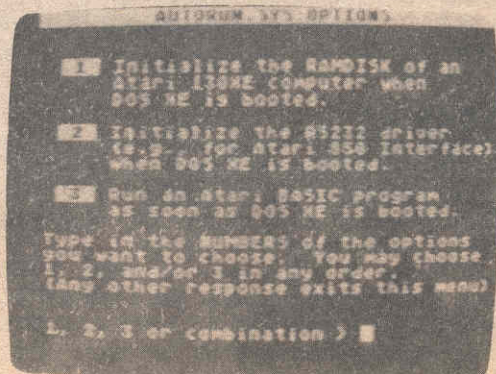 AUTORUN.SYS OPTIONS
1 Initialize the RAMDISK of an
Atari 130XE computer when
DOS XE is booted.
2 Initialize the RS232 driver
(e.g., for Atari 850 Interface)
when DOS XE is booted.
3 Run an Atari BASIC program
as soon as DOS XE is booted.
Type in the NUMBERS of the options
you want to choose. You may choose
1, 2, and/or 3 in any order.
(Any other response exits this menu)
1, 2, 3 or combination >